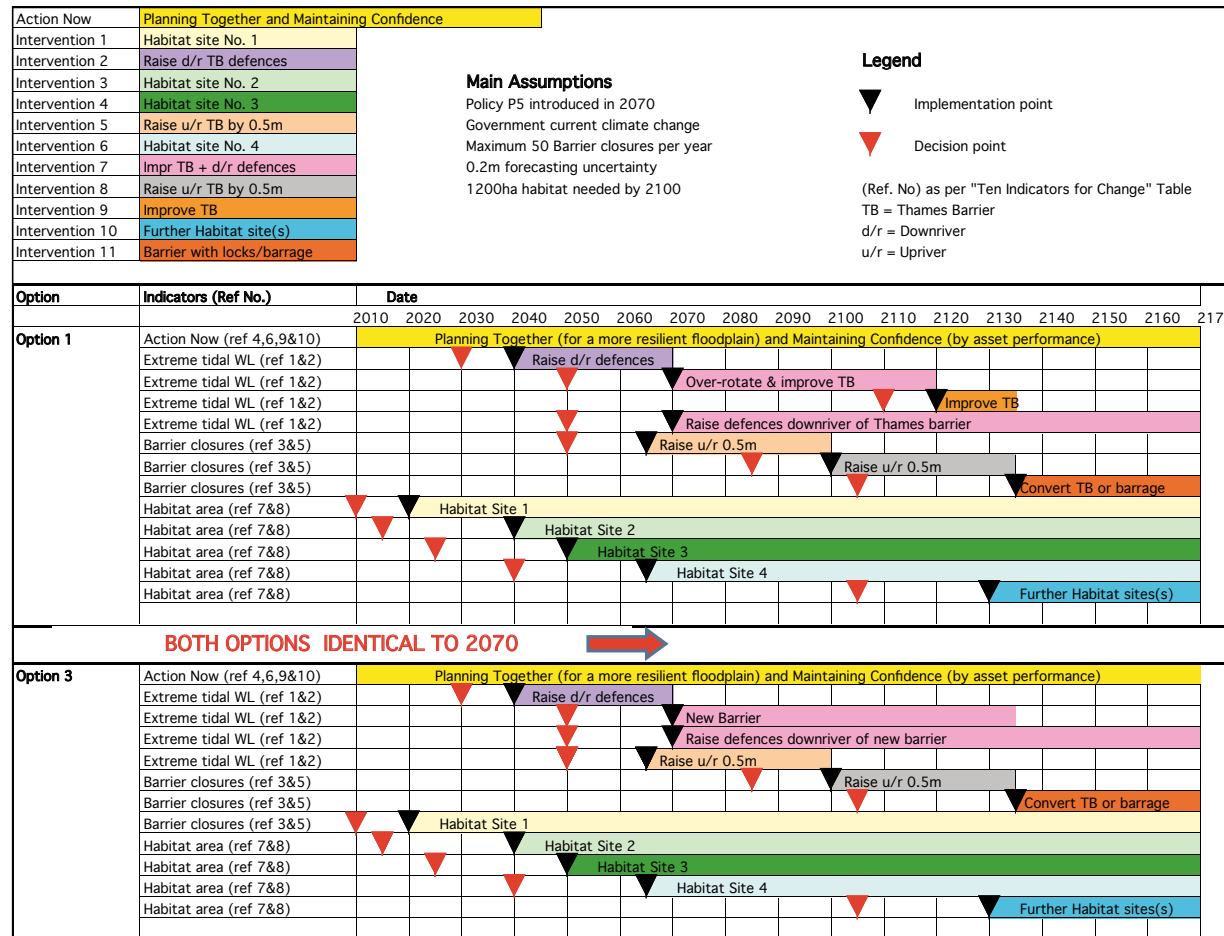 Action Now Planning Together and Maintaining Confidence
Intervention 1 Habitat site No. 1
Intervention 2 Raise d/r TB defences
Intervention 3 Habitat site No. 2
Intervention 4 Habitat site No. 3
Intervention 5 Raise u/r TB by 0.5m
Intervention 6 Habitat site No. 4
Intervention 7 Impr TB + d/r defences
Intervention 8 Raise u/r TB by 0.5m
Intervention 9 Improve TB
Intervention 10 Further Habitat site(s)
Intervention 11 Barrier with locks/barrage
Main Assumptions
Policy P5 introduced in 2070
Government current climate change
Maximum 50 Barrier closures per year
0.2m forecasting uncertainty
1200ha habitat needed by 2100
Legend
Implementation point
Decision point
(Ref. No) as per "Ten Indicators for Change" Table
TB = Thames Barrier
d/r = Downriver
u/r = Upriver
Option Indicators (Ref No.) Date
2010 2020 2030 2040 2050 2060 2070 2080 2090 2100 2110 2120 2130 2140 2150 2160 217
Option 1 Action Now (ref 4,6,9&10) Planning Together (for a more resilient floodplain) and Maintaining Confidence (by asset performance)
Extreme tidal WL (ref 1&2) Raise d/r defences
Extreme tidal WL (ref 1&2) Over-rotate & improve TB
Extreme tidal WL (ref 1&2) Improve TB
Extreme tidal WL (ref 1&2) Raise defences downriver of Thames barrier
Barrier closures (ref 3&5) Raise u/r 0.5m
Barrier closures (ref 3&5) Raise u/r 0.5m
Barrier closures (ref 3&5) Convert TB or barrage
Habitat area (ref 7&8) Habitat Site 1
Habitat area (ref 7&8) Habitat Site 2
Habitat area (ref 7&8) Habitat Site 3
Habitat area (ref 7&8) Habitat Site 4
Habitat area (ref 7&8) Further Habitat sites(s)
BOTH OPTIONS IDENTICAL TO 2070
Option 3 Action Now (ref 4,6,9&10) Planning Together (for a more resilient floodplain) and Maintaining Confidence (by asset performance)
Extreme tidal WL (ref 1&2) Raise d/r defences
Extreme tidal WL (ref 1&2) New Barrier
Extreme tidal WL (ref 1&2) Raise defences downriver of new barrier
Extreme tidal WL (ref 1&2) Raise u/r 0.5m
Barrier closures (ref 3&5) Raise u/r 0.5m
Barrier closures (ref 3&5) Convert TB or barrage
Barrier closures (ref 3&5) Habitat Site 1
Habitat area (ref 7&8) Habitat Site 2
Habitat area (ref 7&8) Habitat Site 3
Habitat area (ref 7&8) Habitat Site 4
Habitat area (ref 7&8) Further Habitat sites(s)